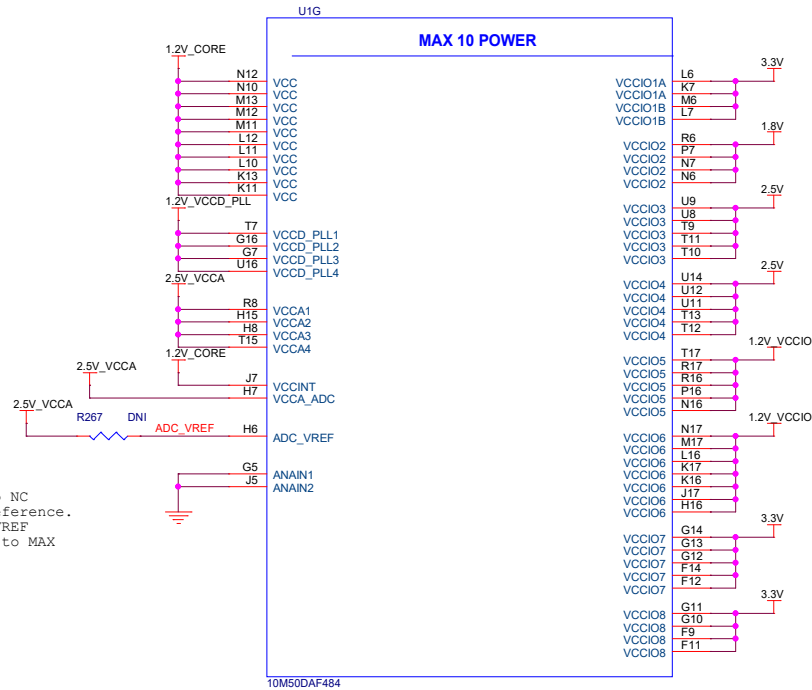 U1G
MAX 10 POWER
1.2V_CORE
N12 VCC
N10 VCC
M13 VCC
M12 VCC
M11 VCC
L12 VCC
L11 VCC
L10 VCC
K13 VCC
K11 VCC
1.2V_VCCD_PLL
T7 VCCD_PLL1
G16 VCCD_PLL2
G7 VCCD_PLL3
U16 VCCD_PLL4
2.5V_VCCA
R8 VCCA1
H15 VCCA2
H8 VCCA3
T15 VCCA4
1.2V_CORE
J7 VCCINT
2.5V_VCCA
H7 VCCA_ADC
2.5V_VCCA
R267 DNI
ADC_VREF H6 ADC_VREF
G5 ANAIN1
J5 ANAIN2
NC
ference.
REF
to MAX
3.3V
VCCIO1A L6
VCCIO1A K7
VCCIO1B M6
VCCIO1B L7
1.8V
VCCIO2 R6
VCCIO2 P7
VCCIO2 N7
VCCIO2 N6
2.5V
VCCIO3 U9
VCCIO3 U8
VCCIO3 T9
VCCIO3 T11
VCCIO3 T10
2.5V
VCCIO4 U14
VCCIO4 U12
VCCIO4 U11
VCCIO4 T13
VCCIO4 T12
1.2V_VCCIO
VCCIO5 T17
VCCIO5 R17
VCCIO5 R16
VCCIO5 P16
VCCIO5 N16
1.2V_VCCIO
VCCIO6 N17
VCCIO6 M17
VCCIO6 L16
VCCIO6 K17
VCCIO6 K16
VCCIO6 J17
VCCIO6 H16
3.3V
VCCIO7 G14
VCCIO7 G13
VCCIO7 G12
VCCIO7 F14
VCCIO7 F12
3.3V
VCCIO8 G11
VCCIO8 G10
VCCIO8 F9
VCCIO8 F11
10M50DAF484